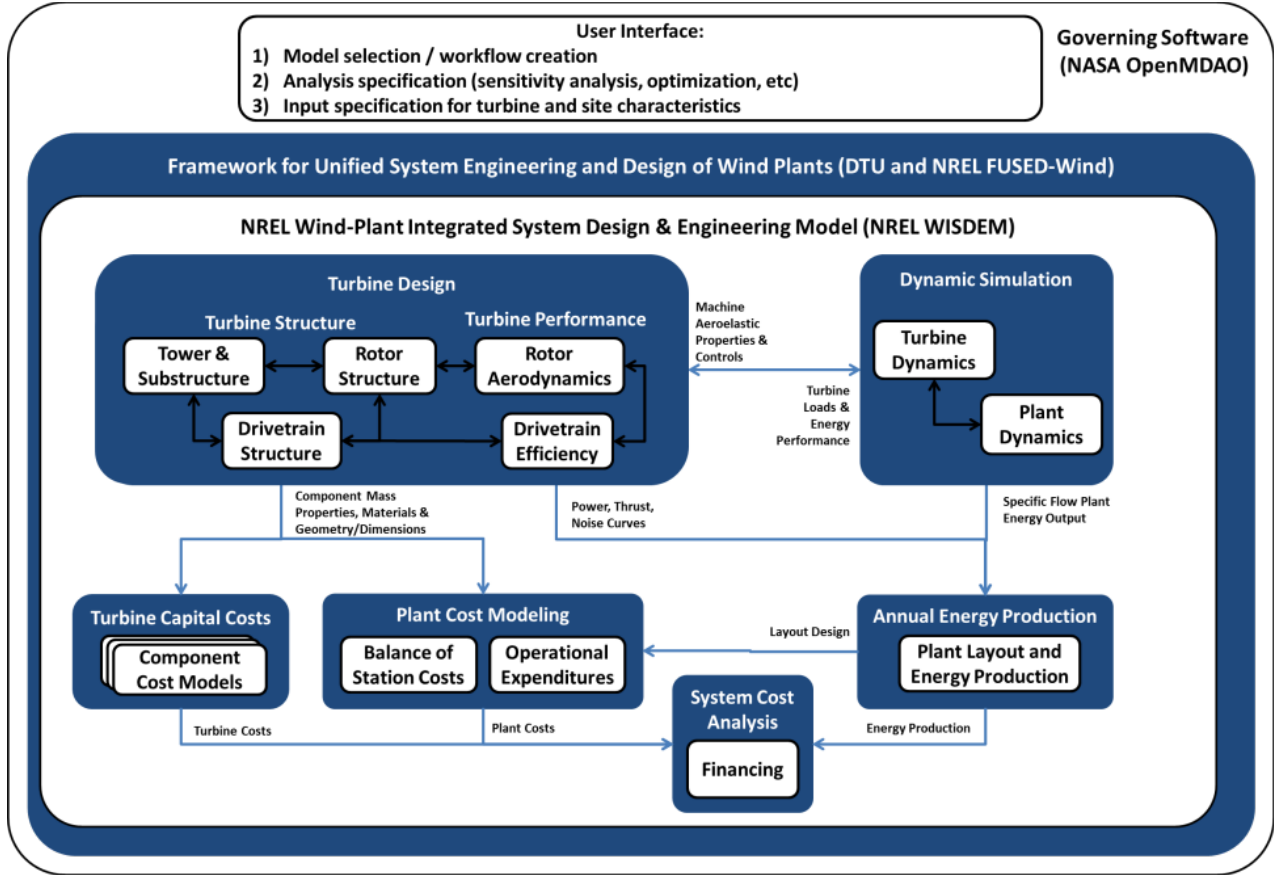 User Interface:
1) Model selection / workflow creation
2) Analysis specification (sensitivity analysis, optimization, etc)
3) Input specification for turbine and site characteristics
Governing Software
(NASA OpenMDAO)
Framework for Unified System Engineering and Design of Wind Plants (DTU and NREL FUSED-Wind)
NREL Wind-Plant Integrated System Design & Engineering Model (NREL WISDEM)
Turbine Design
Turbine Structure
Turbine Performance
Tower &
Substructure
Rotor
Structure
Rotor
Aerodynamics
Drivetrain
Structure
Drivetrain
Efficiency
Machine
Aeroelastic
Properties &
Controls
Turbine
Loads &
Energy
Performance
Dynamic Simulation
Turbine
Dynamics
Plant
Dynamics
Component Mass
Properties, Materials &
Geometry/Dimensions
Power, Thrust,
Noise Curves
Specific Flow Plant
Energy Output
Turbine Capital Costs
Component
Cost Models
Plant Cost Modeling
Balance of
Station Costs
Operational
Expenditures
Layout Design
Annual Energy Production
Plant Layout and
Energy Production
System Cost
Analysis
Financing
Turbine Costs
Plant Costs
Energy Production